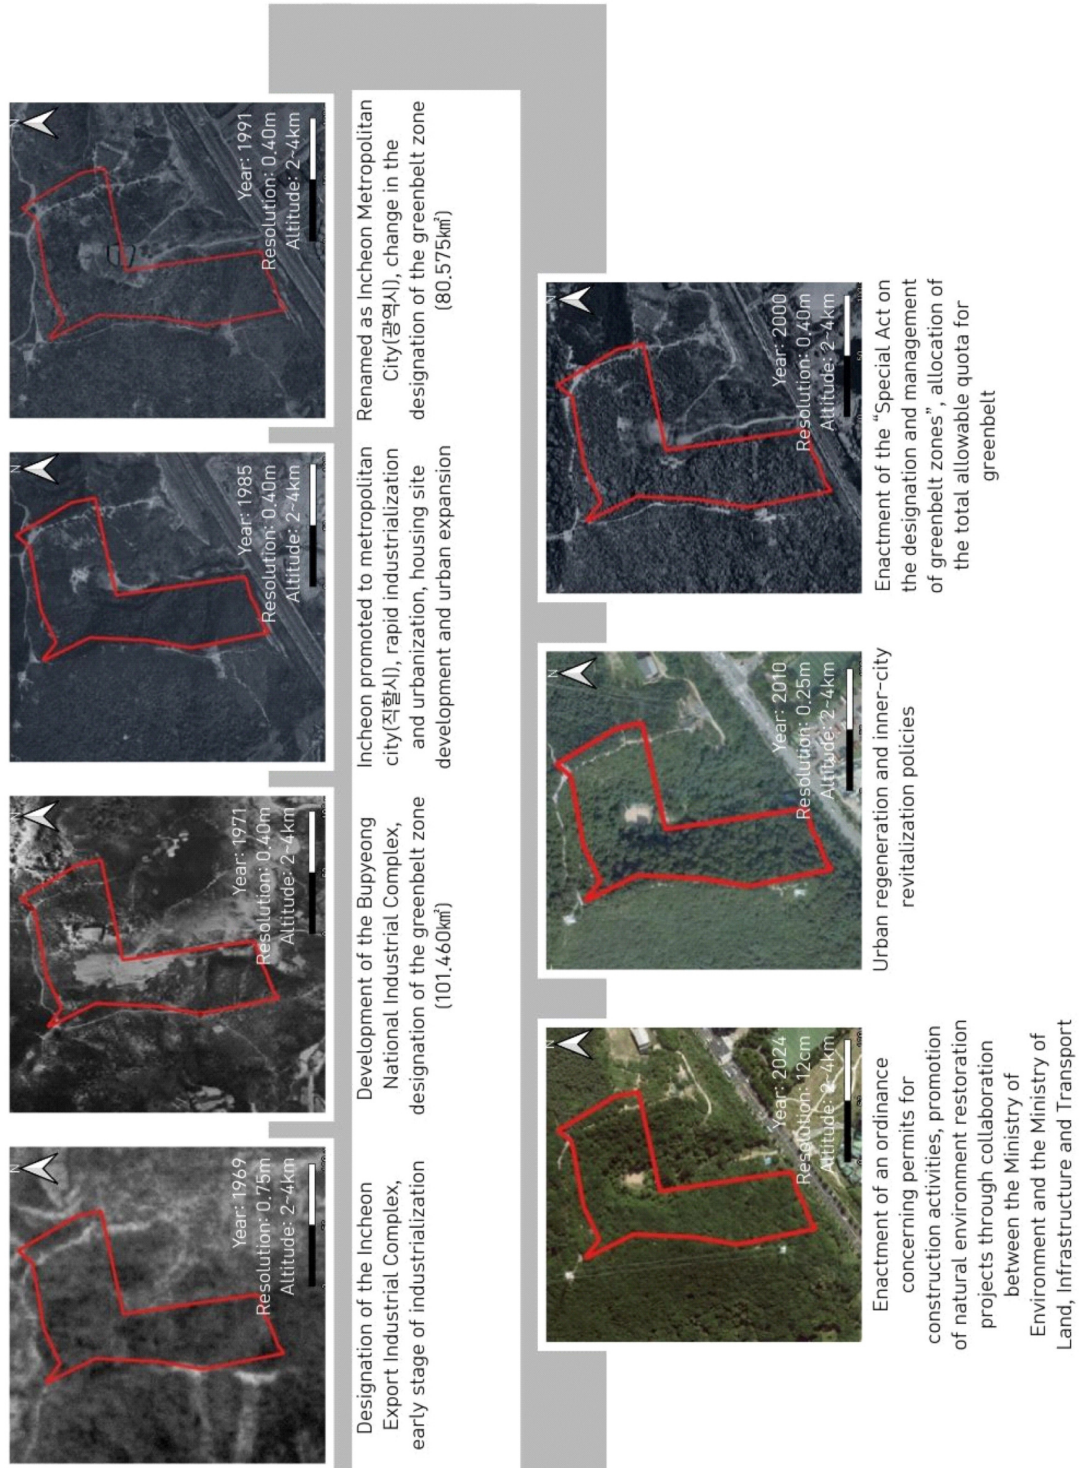 N
Year: 1969
Resolution: 0.75m
Altitude: 2~4km
Designation of the Incheon
Export Industrial Complex,
early stage of industrialization
N
Year: 1971
Resolution: 0.40m
Altitude: 2~4km
Development of the Bupyeong
National Industrial Complex,
designation of the greenbelt zone
(101.460㎢)
N
Year: 1985
Resolution: 0.40m
Altitude: 2~4km
Incheon promoted to metropolitan
city(직할시), rapid industrialization
and urbanization, housing site
development and urban expansion
N
Year: 1991
Resolution: 0.40m
Altitude: 2~4km
Renamed as Incheon Metropolitan
City(광역시), change in the
designation of the greenbelt zone
(80.575㎢)
N
Year: 2024
Resolution: 12cm
Altitude: 2~4km
Enactment of an ordinance
concerning permits for
construction activities, promotion
of natural environment restoration
projects through collaboration
between the Ministry of
Environment and the Ministry of
Land, Infrastructure and Transport
N
Year: 2010
Resolution: 0.25m
Altitude: 2~4km
Urban regeneration and inner-city
revitalization policies
N
Year: 2000
Resolution: 0.40m
Altitude: 2~4km
Enactment of the “Special Act on
the designation and management
of greenbelt zones”, allocation of
the total allowable quota for
greenbelt